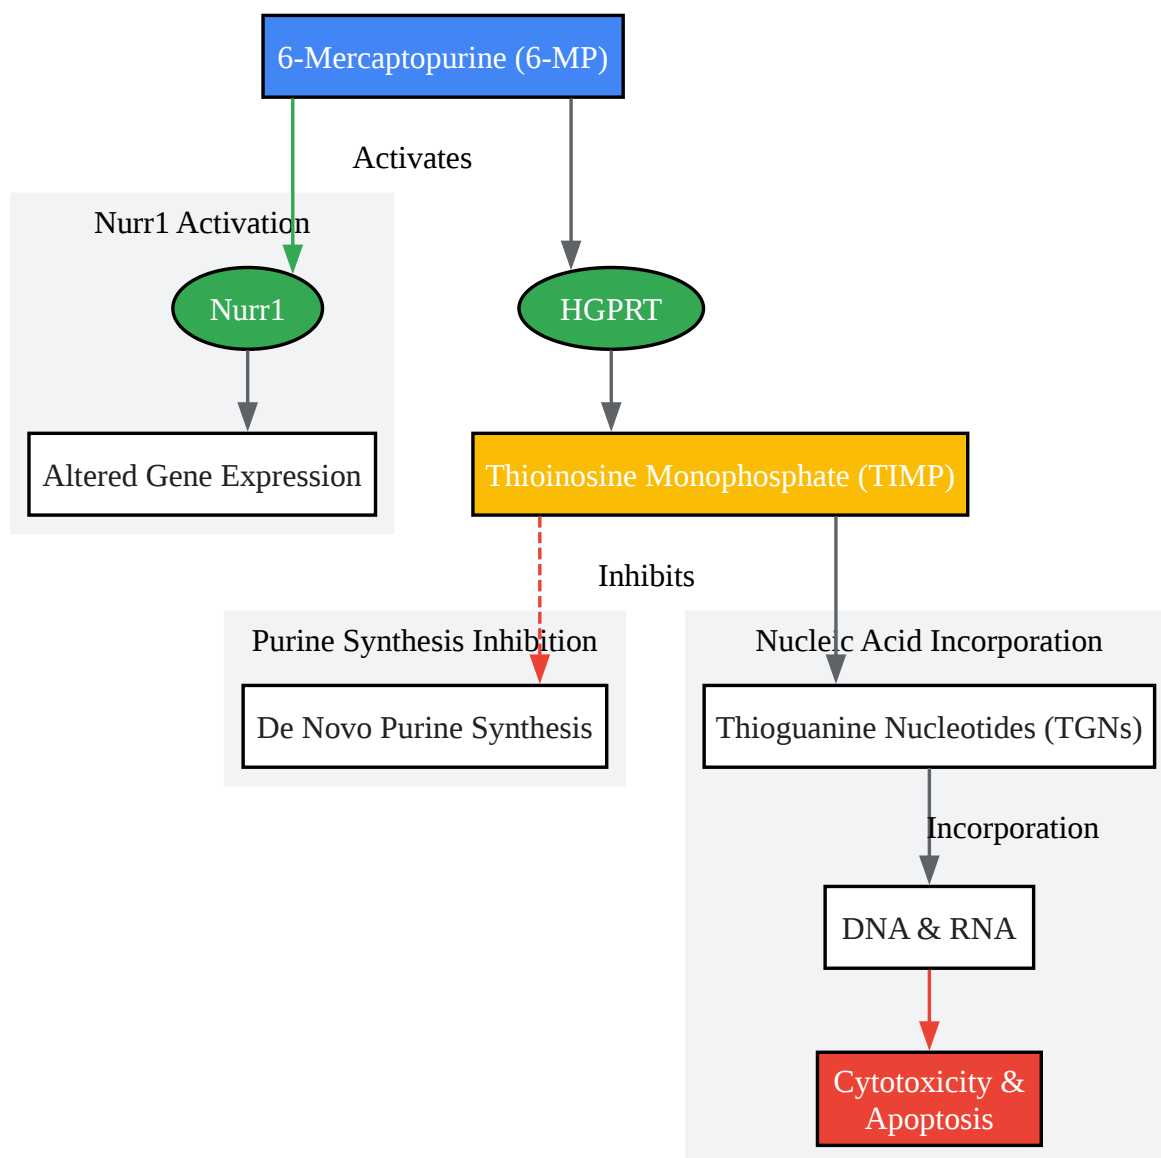 6-Mercaptopurine (6-MP)
Activates
Nurr1 Activation
Nurr1
HGPRT
Altered Gene Expression
Thioinosine Monophosphate (TIMP)
Inhibits
Purine Synthesis Inhibition
Nucleic Acid Incorporation
De Novo Purine Synthesis
Thioguanine Nucleotides (TGNs)
Incorporation
DNA & RNA
Cytotoxicity &
Apoptosis